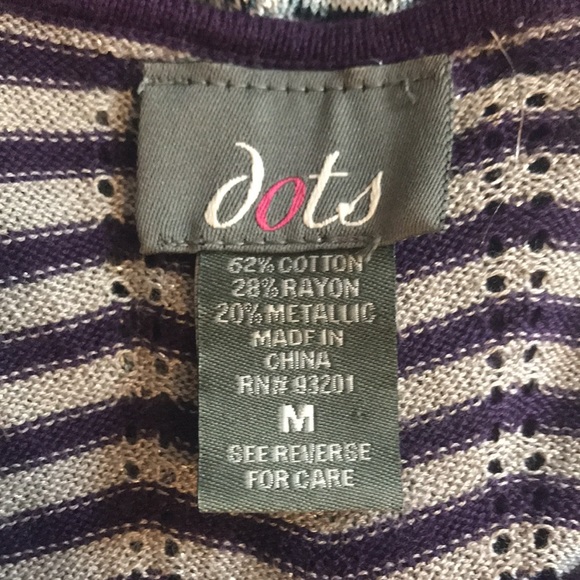 dots
62% COTTON
28% RAYON
20% METALLIC
MADE IN
CHINA
RN# 93201
M
SEE REVERSE
FOR CARE